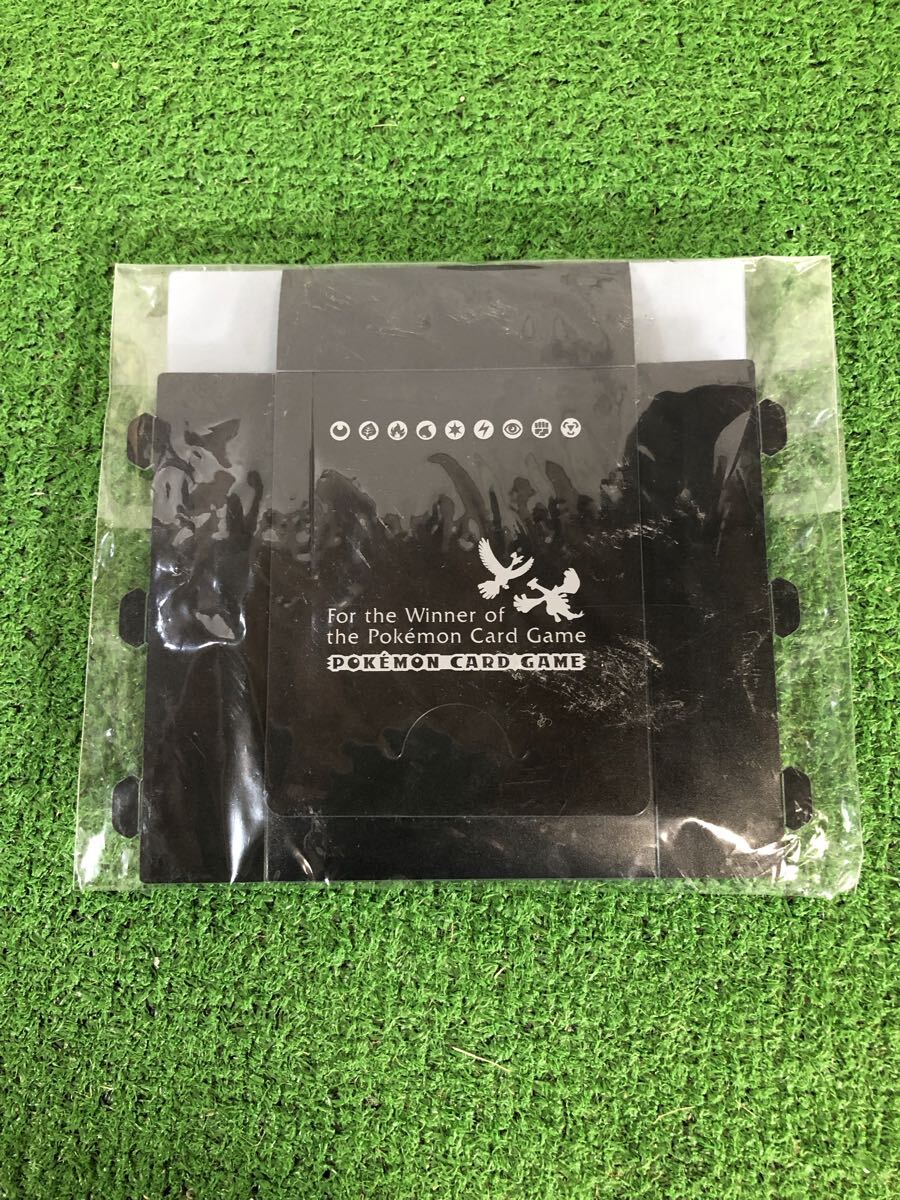 For the Winner of
the Pokémon Card Game
POKÉMON CARD GAME